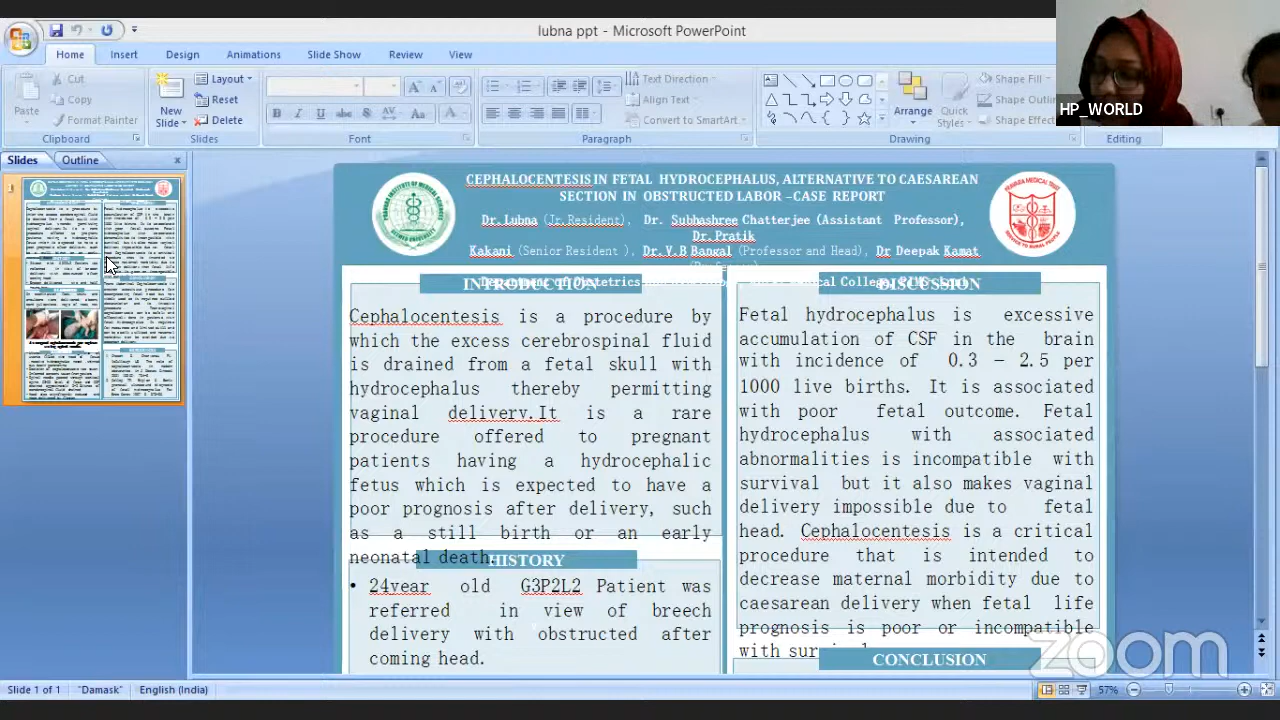 lubna ppt - Microsoft PowerPoint
Home Insert Design Slide Show Animations Review View
Paste Cut Copy Format Painter
New Slide Layout Reset Delete
Text Direction Align Text Convert to SmartArt
Arrange Quick Styles Shape Fill Shape Outli Shape Effe
Clipboard Slides Font Paragraph Drawing Editing
HP_WORLD
Slides Outline
1
CEPHALOCENTESIS IN FETAL HYDROCEPHALUS, ALTERNATIVE TO CAESAREAN
SECTION IN OBSTRUCTED LABOR –CASE REPORT
Dr. Lubna (Jr. Resident), Dr. Subhashree Chatterjee (Assistant Professor),
Dr.Pratik
Kakani (Senior Resident ), Dr.V.B Bangal (Professor and Head), Dr Deepak Kamat
INTRODUCTION
Cephalocentesis is a procedure by
which the excess cerebrospinal fluid
is drained from a fetal skull with
hydrocephalus thereby permitting
vaginal delivery.It is a rare
procedure offered to pregnant
patients having a hydrocephalic
fetus which is expected to have a
poor prognosis after delivery, such
as a still birth or an early
neonatal death.
HISTORY
• 24year old G3P2L2 Patient was
referred in view of breech
delivery with obstructed after
coming head.
DISCUSSION
Fetal hydrocephalus is excessive
accumulation of CSF in the brain
with incidence of 0.3 – 2.5 per
1000 live births. It is associated
with poor fetal outcome. Fetal
hydrocephalus with associated
abnormalities is incompatible with
survival but it also makes vaginal
delivery impossible due to fetal
head. Cephalocentesis is a critical
procedure that is intended to
decrease maternal morbidity due to
caesarean delivery when fetal life
prognosis is poor or incompatible
with
CONCLUSION
zoom
Slide 1 of 1 "Damask" English (India) 57%